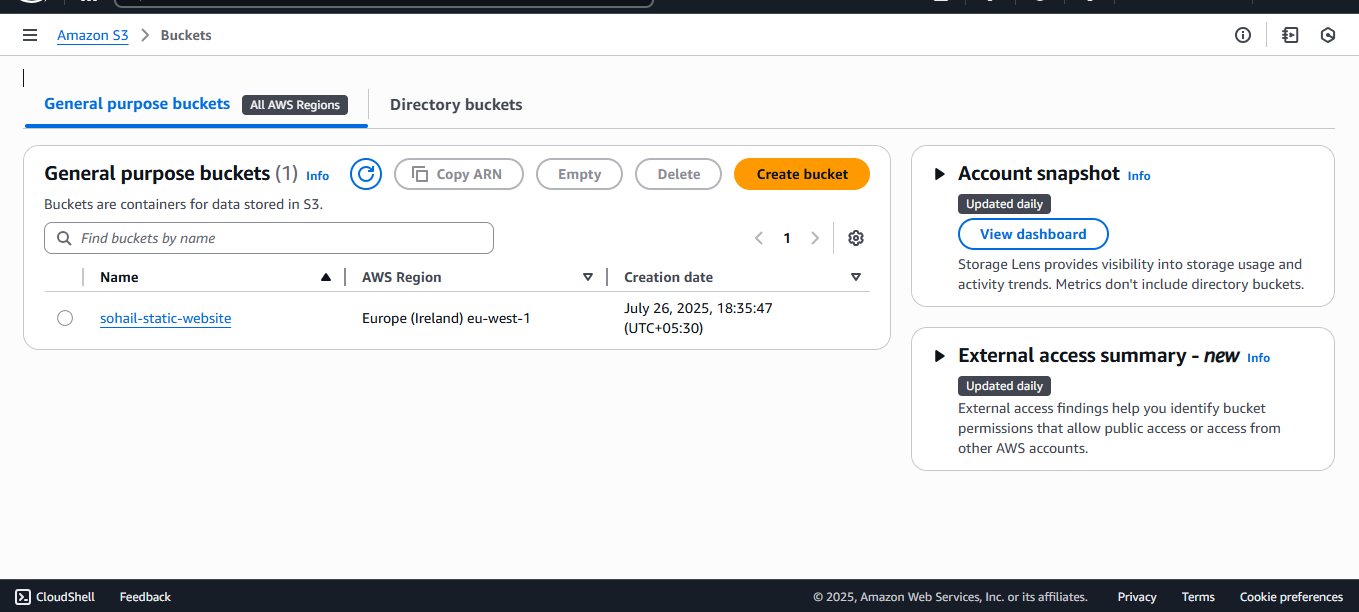 Amazon S3 Buckets
General purpose buckets All AWS Regions Directory buckets
General purpose buckets (1) Info Copy ARN Empty Delete Create bucket
Buckets are containers for data stored in S3.
Find buckets by name
1
Name AWS Region Creation date
sohail-static-website Europe (Ireland) eu-west-1 July 26, 2025, 18:35:47
(UTC+05:30)
Account snapshot Info
Updated daily
View dashboard
Storage Lens provides visibility into storage usage and
activity trends. Metrics don't include directory buckets.
External access summary - new Info
Updated daily
External access findings help you identify bucket
permissions that allow public access or access from
other AWS accounts.
CloudShell Feedback © 2025, Amazon Web Services, Inc. or its affiliates. Privacy Terms Cookie preferences